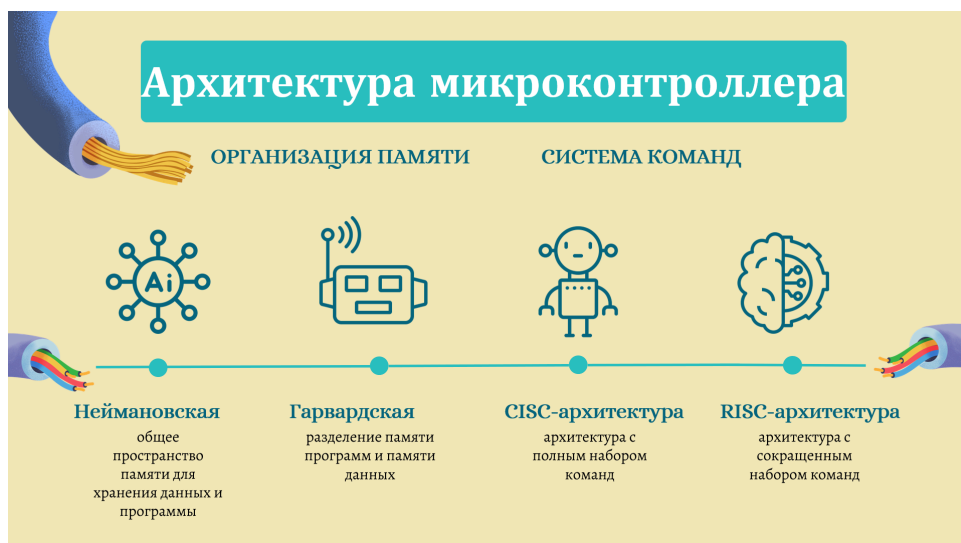 Архитектура микроконтроллера
ОРГАНИЗАЦИЯ ПАМЯТИ
СИСТЕМА КОМАНД
Ai
Неймановская
общее
пространство
памяти для
хранения данных и
программы
Гарвардская
разделение памяти
программ и памяти
данных
CISC-архитектура
архитектура с
полным набором
команд
RISC-архитектура
архитектура с
сокращенным
набором команд